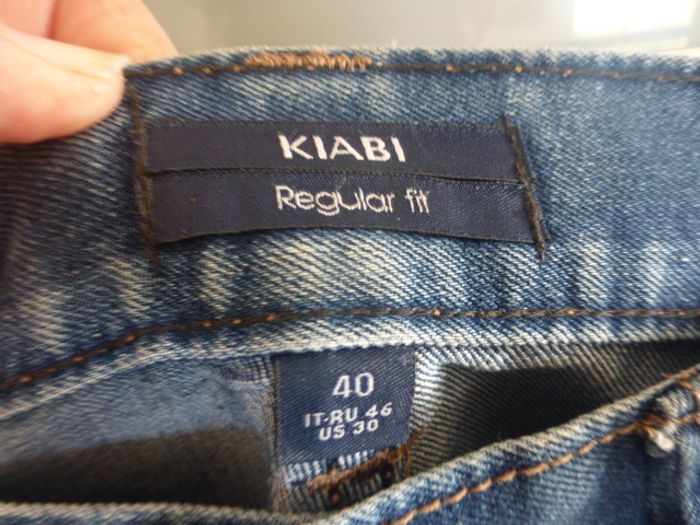 KIABI
Regular fit
40
IT-RU 46
US 30